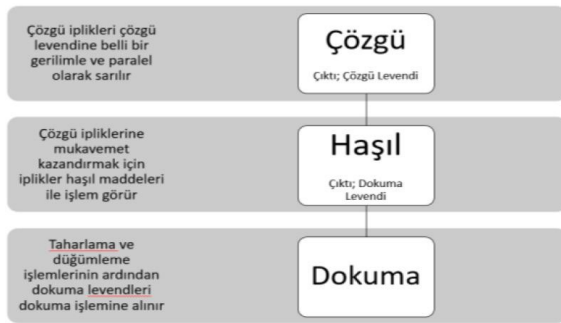 Çözgü iplikleri çözgü
levendine belli bir
gerilimle ve paralel
olarak sarılır
Çözgü
Çıktı; Çözgü Levendi
Çözgü ipliklerine
mukavemet
kazandırmak için
iplikler haşıl maddeleri
ile işlem görür
Haşıl
Çıktı; Dokuma
Levendi
Taharlama ve
düğümleme
işlemlerinin ardından
dokuma levendleri
dokuma işlemine alınır
Dokuma